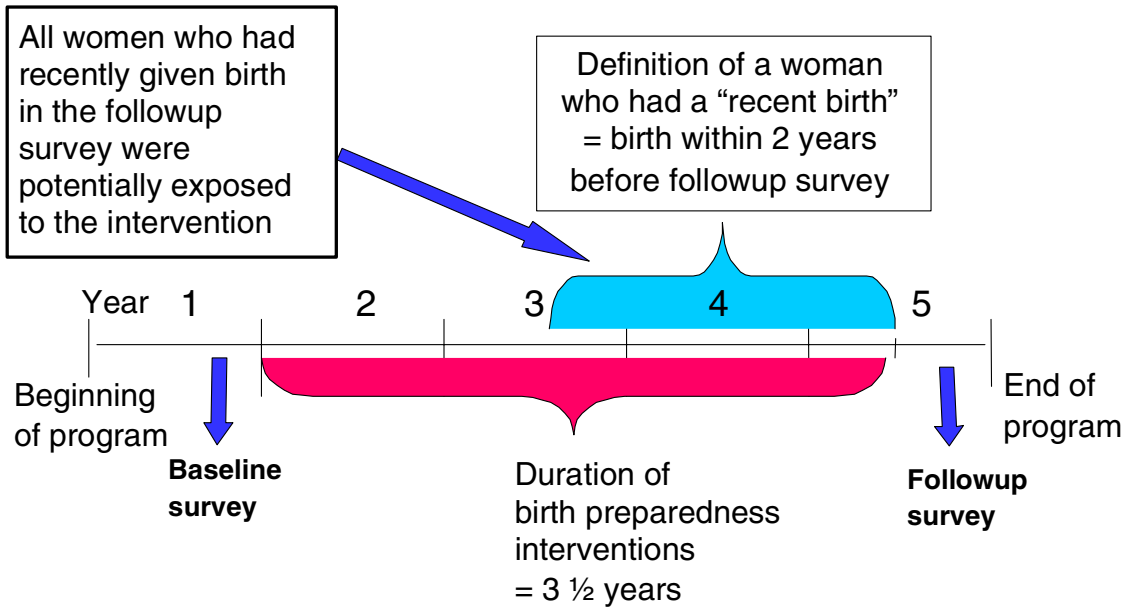 All women who had
recently given birth
in the followup
survey were
potentially exposed
to the intervention
Definition of a woman
who had a “recent birth”
= birth within 2 years
before followup survey
Year 1 2 3 4 5
Beginning
of program
End of
program
Baseline
survey
Duration of
birth preparedness
interventions
= 3 ½ years
Followup
survey